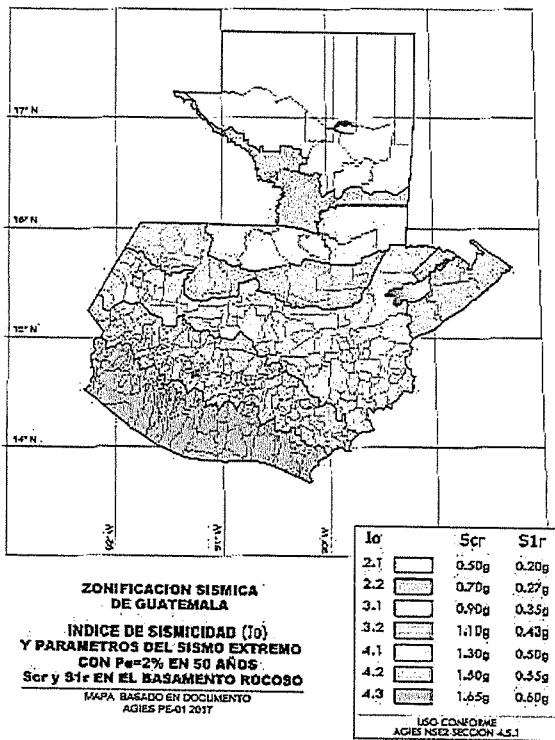 17° N
16° N
15° N
14° N
ZONIFICACION SISMICA
DE GUATEMALA
INDICE DE SISMICIDAD (Io)
Y PARAMETROS DEL SISMO EXTREMO
CON Pe=2% EN 50 AÑOS
Scr y S1r EN EL BASAMENTO ROCOSO
MAPA BASADO EN DOCUMENTO
AGIES PE-01 2017
Io Scr S1r
2.1 0.50g 0.20g
2.2 0.70g 0.27g
3.1 0.90g 0.35g
3.2 1.10g 0.43g
4.1 1.30g 0.50g
4.2 1.50g 0.55g
4.3 1.65g 0.60g
USO CONFORME
AGIES NSE2 SECCION 4.5.1